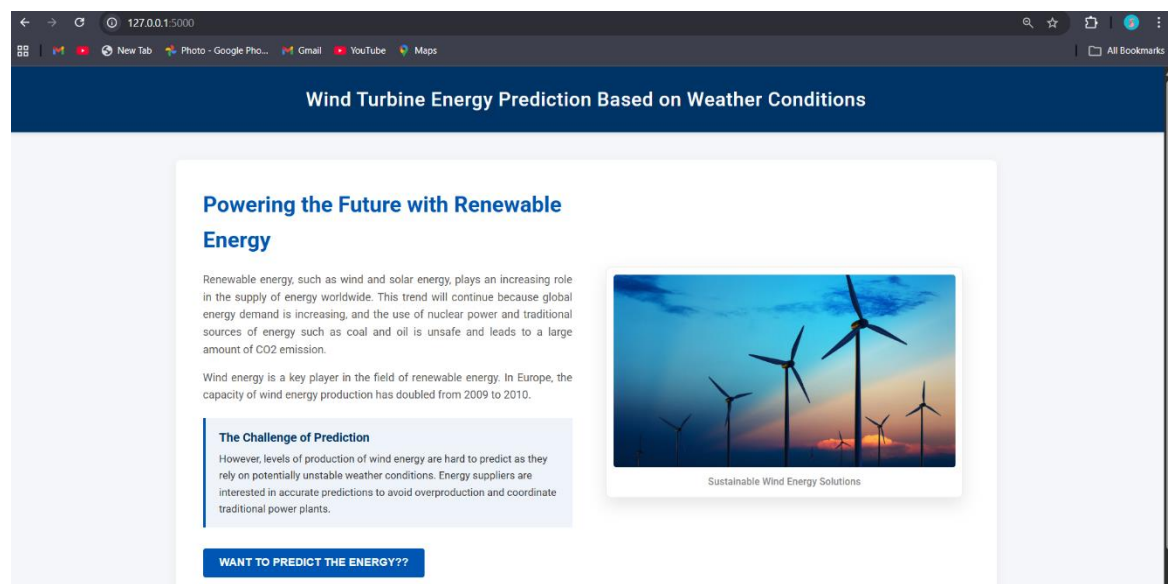 127.0.0.1:5000
New Tab Photo - Google Pho... Gmail YouTube Maps All Bookmarks
Wind Turbine Energy Prediction Based on Weather Conditions
Powering the Future with Renewable
Energy
Renewable energy, such as wind and solar energy, plays an increasing role
in the supply of energy worldwide. This trend will continue because global
energy demand is increasing, and the use of nuclear power and traditional
sources of energy such as coal and oil is unsafe and leads to a large
amount of CO2 emission.
Wind energy is a key player in the field of renewable energy. In Europe, the
capacity of wind energy production has doubled from 2009 to 2010.
The Challenge of Prediction
However, levels of production of wind energy are hard to predict as they
rely on potentially unstable weather conditions. Energy suppliers are
interested in accurate predictions to avoid overproduction and coordinate
traditional power plants.
WANT TO PREDICT THE ENERGY??
Sustainable Wind Energy Solutions